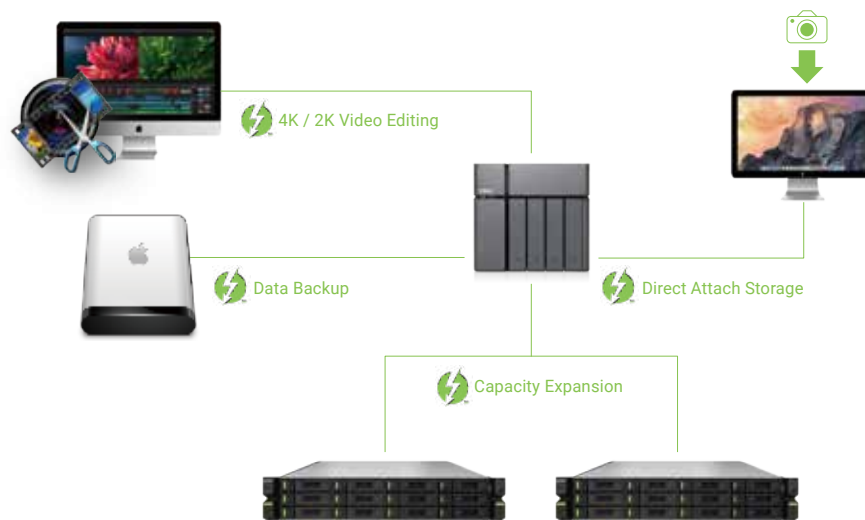 4K / 2K Video Editing
Data Backup
Direct Attach Storage
Capacity Expansion